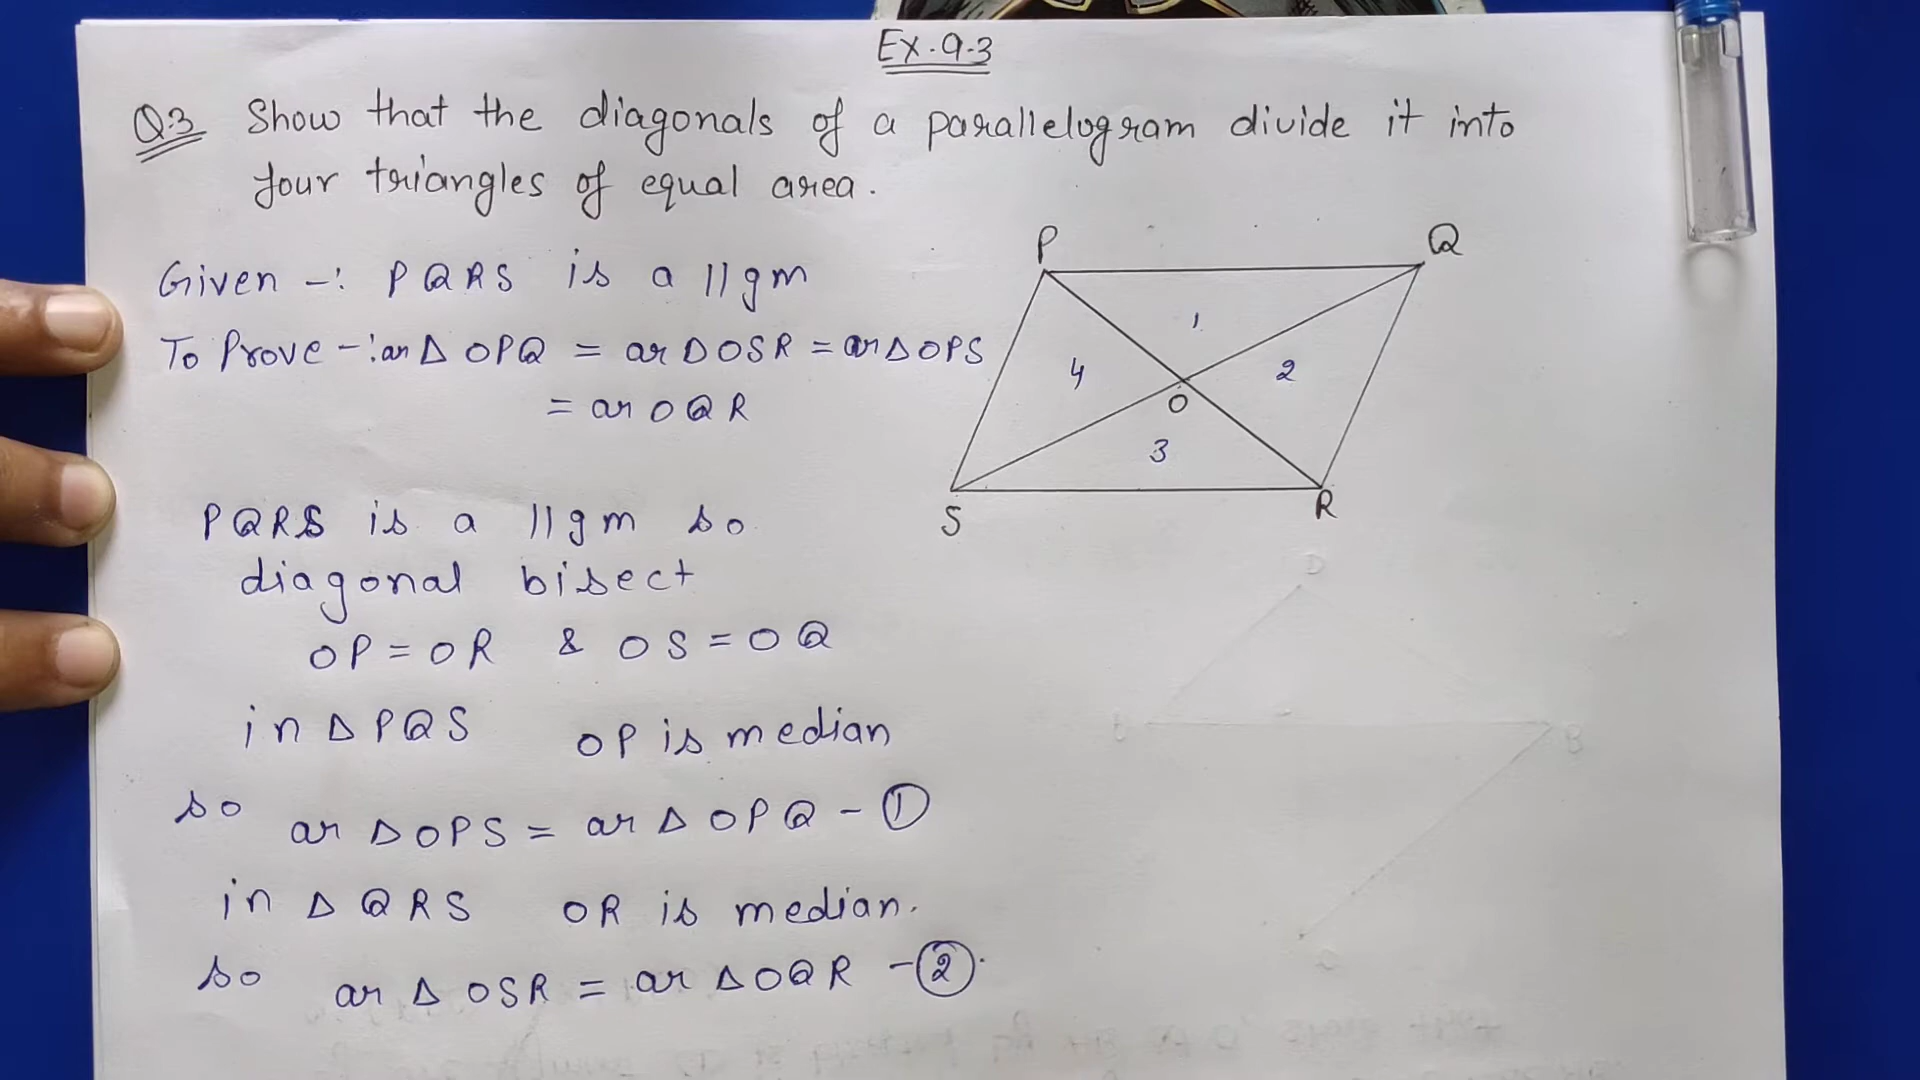 Ex.9.3
Q.3 Show that the diagonals of a parallelogram divide it into
four triangles of equal area.
Given -: PQRS is a ||gm
To Prove -: ar Δ OPQ = ar Δ OSR = ar Δ OPS
= ar OQR
P
Q
1
4
2
O
3
S
R
PQRS is a ||gm so
diagonal bisect
OP = OR & OS = OQ
in Δ PQS OP is median
so ar Δ OPS = ar Δ OPQ - ①
in Δ QRS OR is median.
so ar Δ OSR = ar Δ OQR - ②.